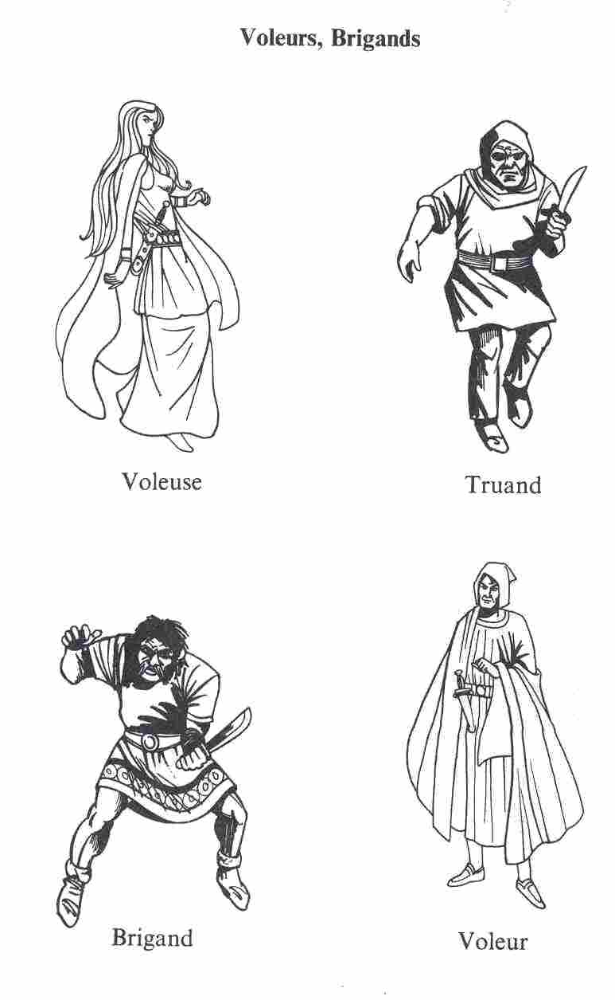 Voleurs, Brigands
Voleuse
Truand
Brigand
Voleur